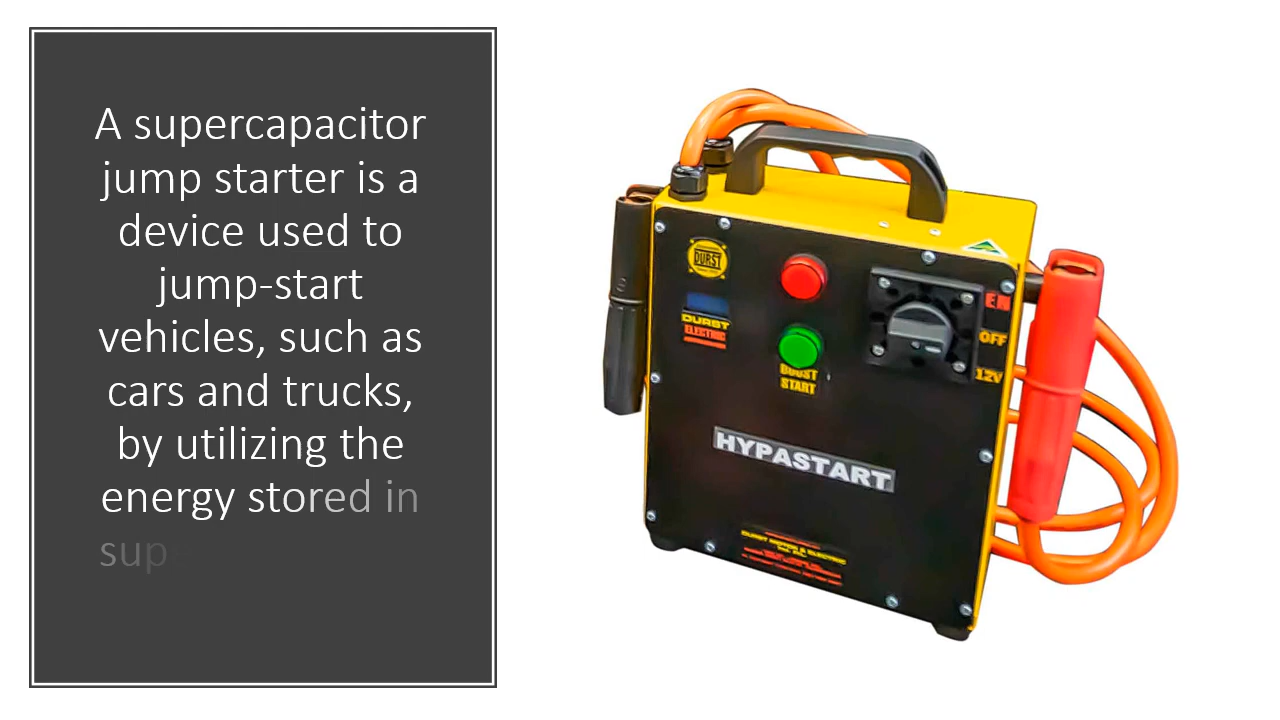 A supercapacitor
jump starter is a
device used to
jump-start
vehicles, such as
cars and trucks,
by utilizing the
energy stored in
sup
DURST
DURST
ELECTRIC
BOOST
START
OFF
12V
HYPASTART